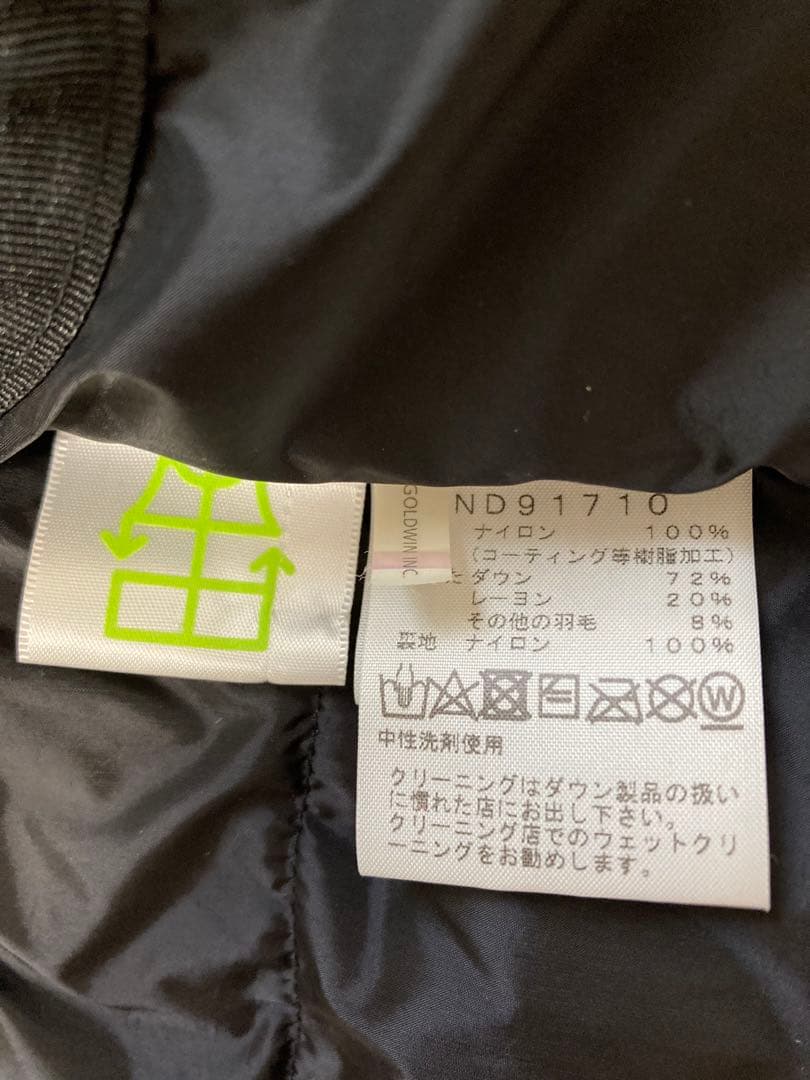 GOLDWIN INC
ND91710
ナイロン 100%
(コーティング等樹脂加工)
た ダウン 72%
レーヨン 20%
その他の羽毛 8%
裏地 ナイロン 100%
W
中性洗剤使用
クリーニングはダウン製品の扱い
に慣れた店にお出し下さい。
クリーニング店でのウェットクリ
ーニングをお勧めします。